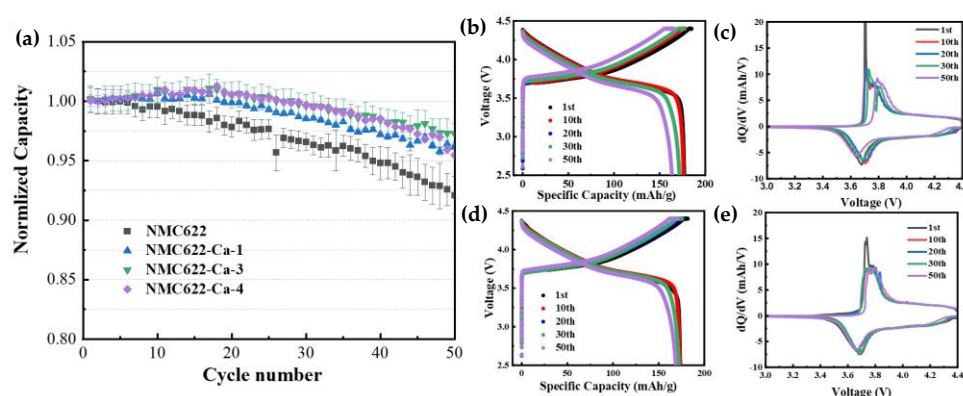 (a)
1.05
1.00
0.95
0.90
0.85
0.80
Normlized Capacity
NMC622
NMC622-Ca-1
NMC622-Ca-3
NMC622-Ca-4
0 10 20 30 40 50
Cycle number
(b)
4.5
4.0
3.5
3.0
2.5
Voltage (V)
1st
10th
20th
30th
50th
0 50 100 150 200
Specific Capacity (mAh/g)
(c)
20
15
10
5
0
-5
-10
dQ/dV (mAh/V)
1st
10th
20th
30th
50th
3.0 3.2 3.4 3.6 3.8 4.0 4.2 4.4
Voltage (V)
(d)
4.5
4.0
3.5
3.0
2.5
Voltage (V)
1st
10th
20th
30th
50th
0 50 100 150 200
Specific Capacity (mAh/g)
(e)
20
15
10
5
0
-5
-10
dQ/dV (mAh/V)
1st
10th
20th
30th
50th
3.0 3.2 3.4 3.6 3.8 4.0 4.2 4.4
Voltage (V)